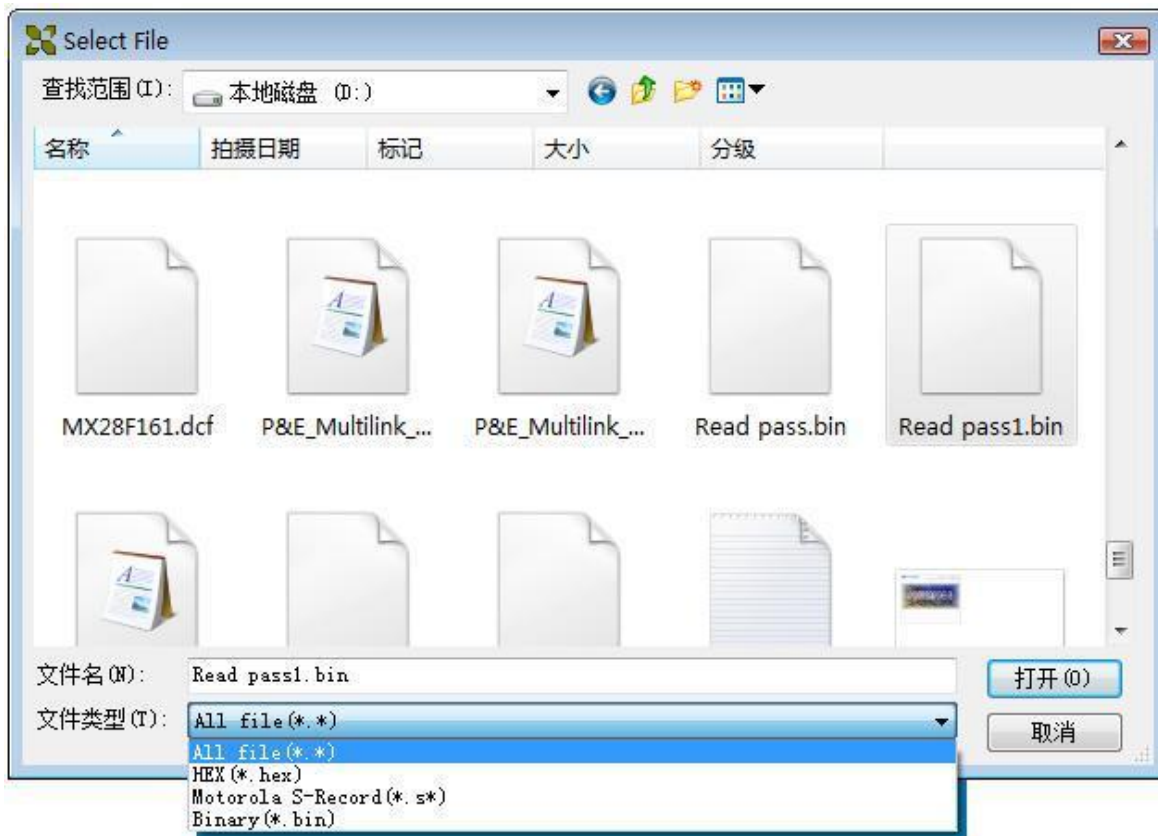 Select File
查找范围(I): 本地磁盘 (D:)
名称 拍摄日期 标记 大小 分级
MX28F161.dcf P&E_Multilink_... P&E_Multilink_... Read pass.bin Read pass1.bin
文件名(N): Read pass1.bin 打开(O)
文件类型(T): All file(*.*) 取消
All file(*.*)
HEX(*.hex)
Motorola S-Record(*.s*)
Binary(*.bin)